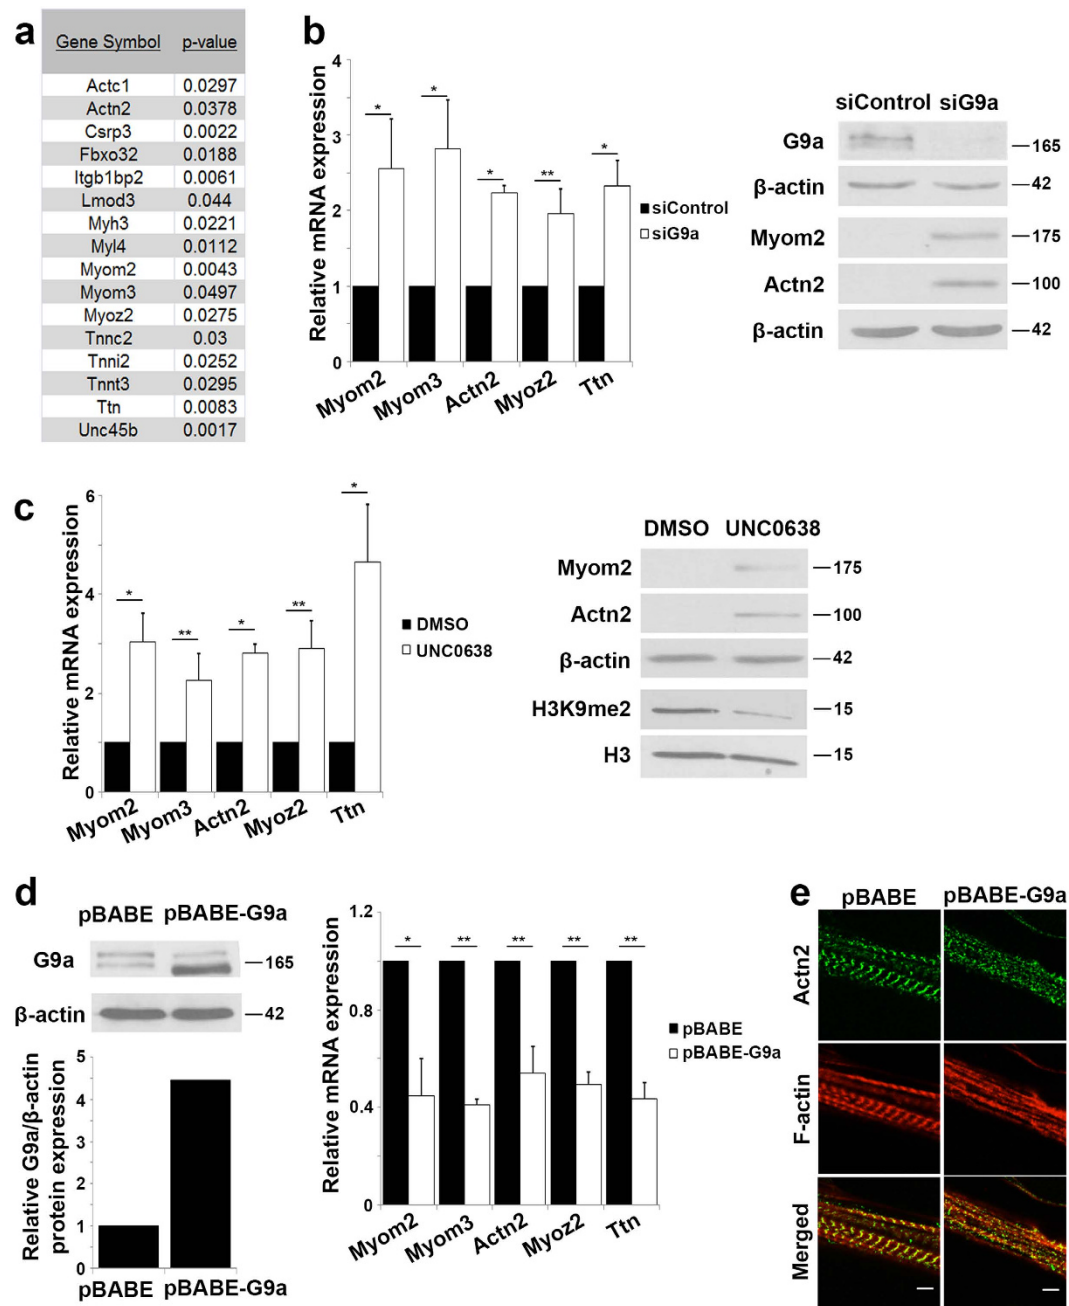 a
Gene Symbol p-value
Actc1 0.0297
Actn2 0.0378
Csrp3 0.0022
Fbxo32 0.0188
Itgb1bp2 0.0061
Lmod3 0.044
Myh3 0.0221
Myl4 0.0112
Myom2 0.0043
Myom3 0.0497
Myoz2 0.0275
Tnnc2 0.03
Tnni2 0.0252
Tnnt3 0.0295
Ttn 0.0083
Unc45b 0.0017
b
Relative mRNA expression
4
3
2
1
0
* * * ** *
Myom2 Myom3 Actn2 Myoz2 Ttn
siControl
siG9a
siControl siG9a
G9a 165
β-actin 42
Myom2 175
Actn2 100
β-actin 42
c
Relative mRNA expression
6
4
2
0
* ** * ** *
Myom2 Myom3 Actn2 Myoz2 Ttn
DMSO
UNC0638
DMSO UNC0638
Myom2 175
Actn2 100
β-actin 42
H3K9me2 15
H3 15
d
pBABE pBABE-G9a
G9a 165
β-actin 42
Relative G9a/β-actin
protein expression
5
4
3
2
1
0
pBABE pBABE-G9a
Relative mRNA expression
1.2
0.8
0.4
0
* ** ** ** **
Myom2 Myom3 Actn2 Myoz2 Ttn
pBABE
pBABE-G9a
e
pBABE pBABE-G9a
Actn2
F-actin
Merged